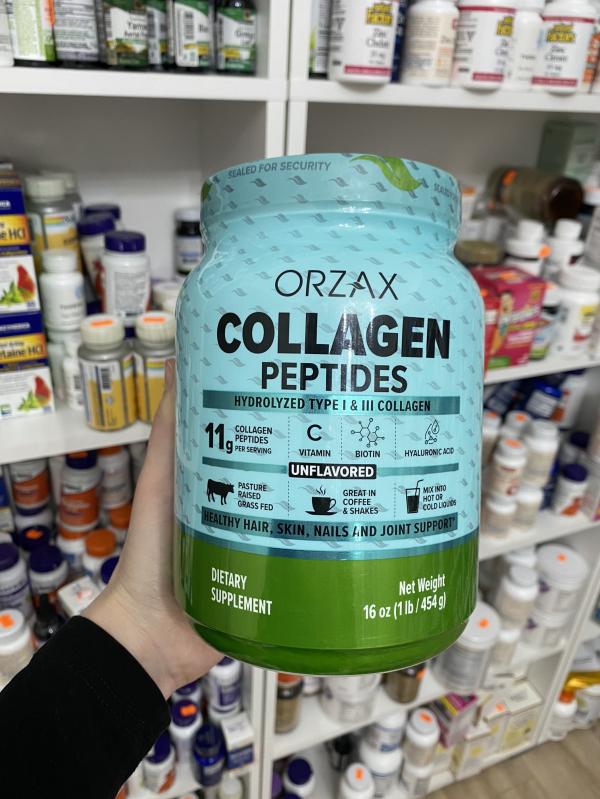 SEALED FOR SECURITY
ORZAX
COLLAGEN
PEPTIDES
HYDROLYZED TYPE I & III COLLAGEN
11g COLLAGEN PEPTIDES PER SERVING
C VITAMIN
BIOTIN
HYALURONIC ACID
UNFLAVORED
PASTURE RAISED GRASS FED
GREAT IN COFFEE & SHAKES
MIX INTO HOT OR COLD LIQUIDS
HEALTHY HAIR, SKIN, NAILS AND JOINT SUPPORT*
DIETARY
SUPPLEMENT
Net Weight
16 oz (1 lb / 454 g)